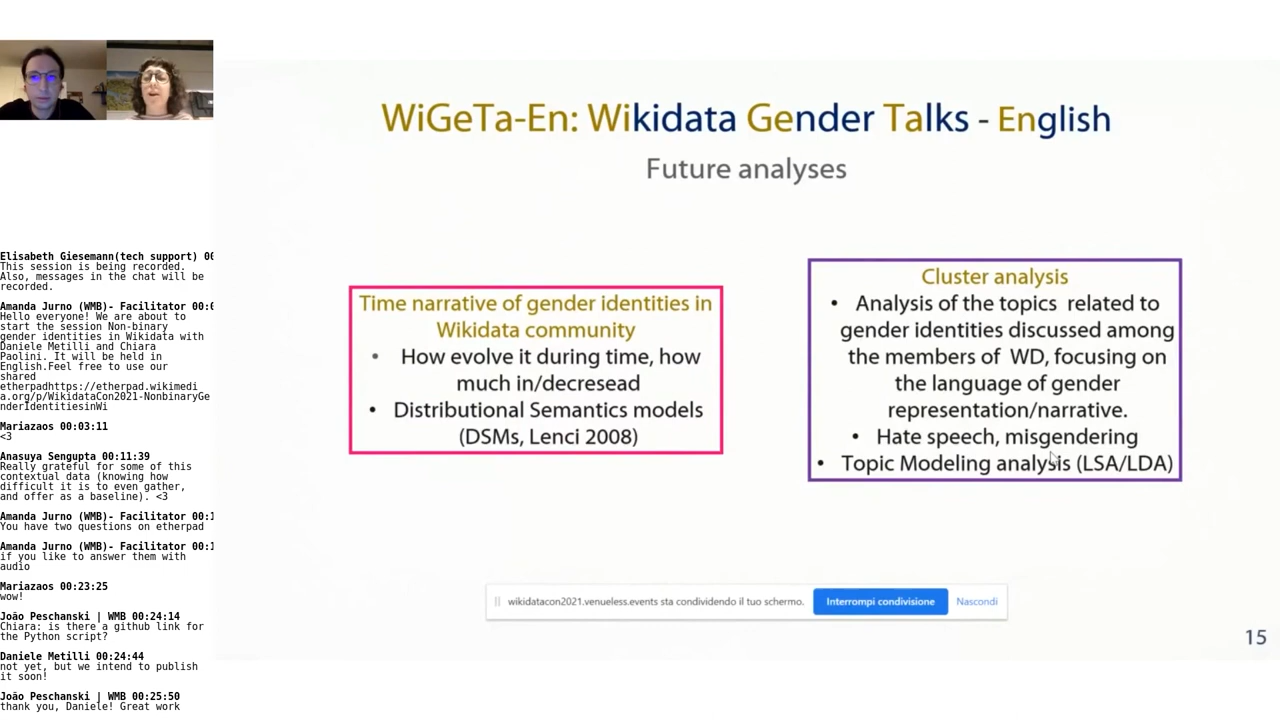 WiGeTa-En: Wikidata Gender Talks - English
Future analyses
Time narrative of gender identities in
Wikidata community
• How evolve it during time, how
much in/decresead
• Distributional Semantics models
(DSMs, Lenci 2008)
Cluster analysis
• Analysis of the topics related to
gender identities discussed among
the members of WD, focusing on
the language of gender
representation/narrative.
• Hate speech, misgendering
• Topic Modeling analysis (LSA/LDA)
wikidatacon2021.venueless.events sta condividendo il tuo schermo.
Interrompi condivisione
Nascondi
15
Elisabeth Giesemann(tech support) 00
This session is being recorded.
Also, messages in the chat will be
recorded.
Amanda Jurno (WMB)- Facilitator 00:
Hello everyone! We are about to
start the session Non-binary
gender identities in Wikidata with
Daniele Metilli and Chiara
Paolini. It will be held in
English.Feel free to use our
shared
etherpadhttps://etherpad.wikimedi
a.org/p/WikidataCon2021-NonbinaryGe
nderIdentitiesinWi
Mariazaos 00:03:11
<3
Anasuya Sengupta 00:11:39
Really grateful for some of this
contextual data (knowing how
difficult it is to even gather,
and offer as a baseline). <3
Amanda Jurno (WMB)- Facilitator 00:1
You have two questions on etherpad
Amanda Jurno (WMB)- Facilitator 00:1
if you like to answer them with
audio
Mariazaos 00:23:25
wow!
João Peschanski | WMB 00:24:14
Chiara: is there a github link for
the Python script?
Daniele Metilli 00:24:44
not yet, but we intend to publish
it soon!
João Peschanski | WMB 00:25:50
thank you, Daniele! Great work